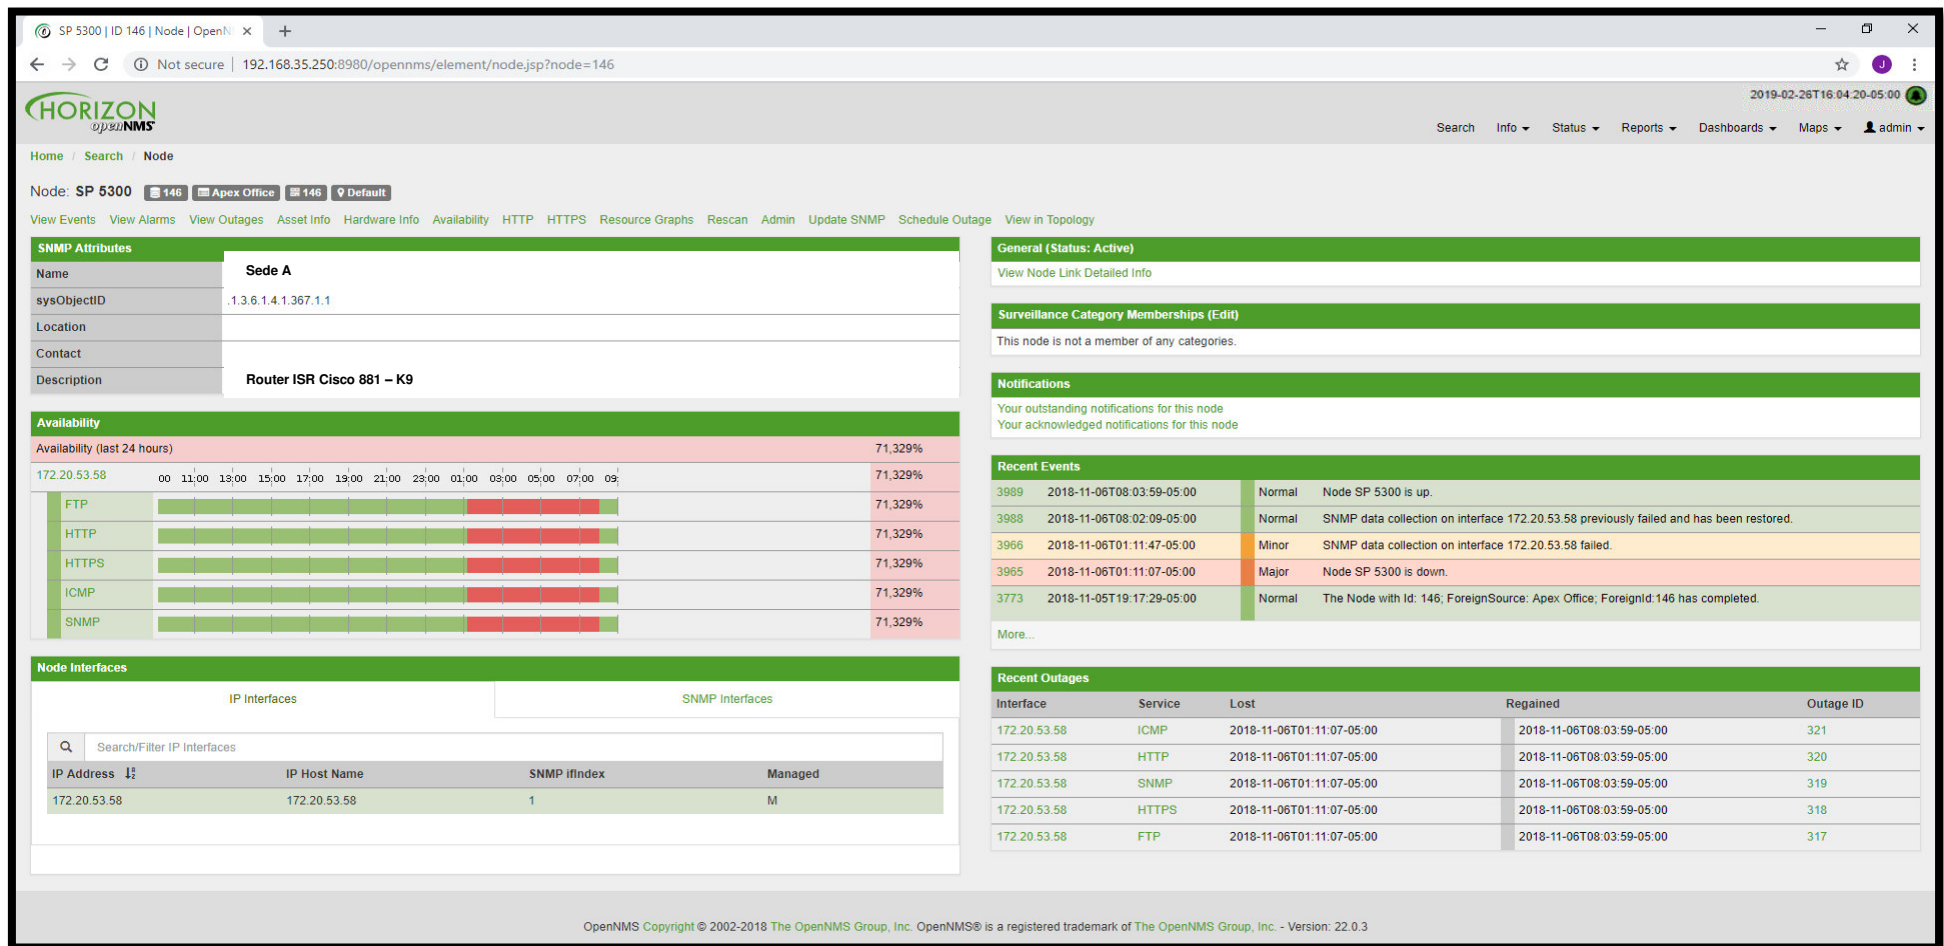 SP 5300 | ID 146 | Node | OpenN
Not secure | 192.168.35.250:8980/opennms/element/node.jsp?node=146
J
HORIZON
openNMS
2019-02-26T16:04:20-05:00
Search Info Status Reports Dashboards Maps admin
Home / Search / Node
Node: SP 5300 146 Apex Office 146 Default
View Events View Alarms View Outages Asset Info Hardware Info Availability HTTP HTTPS Resource Graphs Rescan Admin Update SNMP Schedule Outage View in Topology
SNMP Attributes
Name Sede A
sysObjectID .1.3.6.1.4.1.367.1.1
Location
Contact
Description Router ISR Cisco 881 – K9
Availability
Availability (last 24 hours) 71,329%
172.20.53.58 00 11:00 13:00 15:00 17:00 19:00 21:00 23:00 01:00 03:00 05:00 07:00 09: 71,329%
FTP 71,329%
HTTP 71,329%
HTTPS 71,329%
ICMP 71,329%
SNMP 71,329%
Node Interfaces
IP Interfaces SNMP Interfaces
Search/Filter IP Interfaces
IP Address IP Host Name SNMP ifIndex Managed
172.20.53.58 172.20.53.58 1 M
General (Status: Active)
View Node Link Detailed Info
Surveillance Category Memberships (Edit)
This node is not a member of any categories.
Notifications
Your outstanding notifications for this node
Your acknowledged notifications for this node
Recent Events
3989 2018-11-06T08:03:59-05:00 Normal Node SP 5300 is up.
3988 2018-11-06T08:02:09-05:00 Normal SNMP data collection on interface 172.20.53.58 previously failed and has been restored.
3966 2018-11-06T01:11:47-05:00 Minor SNMP data collection on interface 172.20.53.58 failed.
3965 2018-11-06T01:11:07-05:00 Major Node SP 5300 is down.
3773 2018-11-05T19:17:29-05:00 Normal The Node with Id: 146; ForeignSource: Apex Office; ForeignId:146 has completed.
More...
Recent Outages
Interface Service Lost Regained Outage ID
172.20.53.58 ICMP 2018-11-06T01:11:07-05:00 2018-11-06T08:03:59-05:00 321
172.20.53.58 HTTP 2018-11-06T01:11:07-05:00 2018-11-06T08:03:59-05:00 320
172.20.53.58 SNMP 2018-11-06T01:11:07-05:00 2018-11-06T08:03:59-05:00 319
172.20.53.58 HTTPS 2018-11-06T01:11:07-05:00 2018-11-06T08:03:59-05:00 318
172.20.53.58 FTP 2018-11-06T01:11:07-05:00 2018-11-06T08:03:59-05:00 317
OpenNMS Copyright © 2002-2018 The OpenNMS Group, Inc. OpenNMS® is a registered trademark of The OpenNMS Group, Inc. - Version: 22.0.3